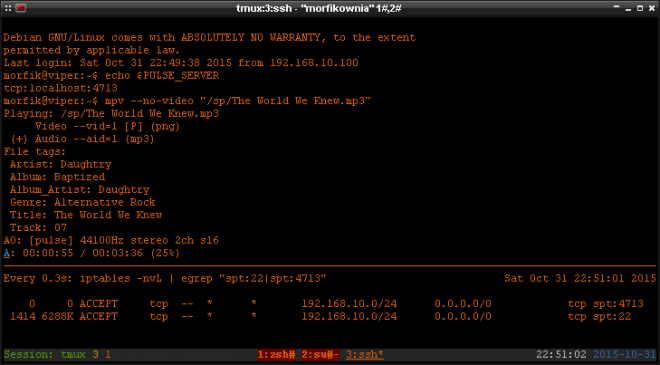 tmux:3:ssh - "morfikownia" 1#,2#
Debian GNU/Linux comes with ABSOLUTELY NO WARRANTY, to the extent
permitted by applicable law.
Last login: Sat Oct 31 22:49:38 2015 from 192.168.10.100
morfik@viper:~$ echo $PULSE_SERVER
tcp:localhost:4713
morfik@viper:~$ mpv --no-video "/sp/The World We Knew.mp3"
Playing: /sp/The World We Knew.mp3
Video --vid=1 [P] (png)
(+) Audio --aid=1 (mp3)
File tags:
Artist: Daughtry
Album: Baptized
Album_Artist: Daughtry
Genre: Alternative Rock
Title: The World We Knew
Track: 07
AO: [pulse] 44100Hz stereo 2ch s16
A: 00:00:55 / 00:03:36 (25%)
Every 0.3s: iptables -nvL | egrep "spt:22|spt:4713" Sat Oct 31 22:51:01 2015
0 0 ACCEPT tcp -- * * 192.168.10.0/24 0.0.0.0/0 tcp spt:4713
1414 6288K ACCEPT tcp -- * * 192.168.10.0/24 0.0.0.0/0 tcp spt:22
Session: tmux 3 1 1:zsh# 2:su#- 3:ssh* 22:51:02 2015-10-31